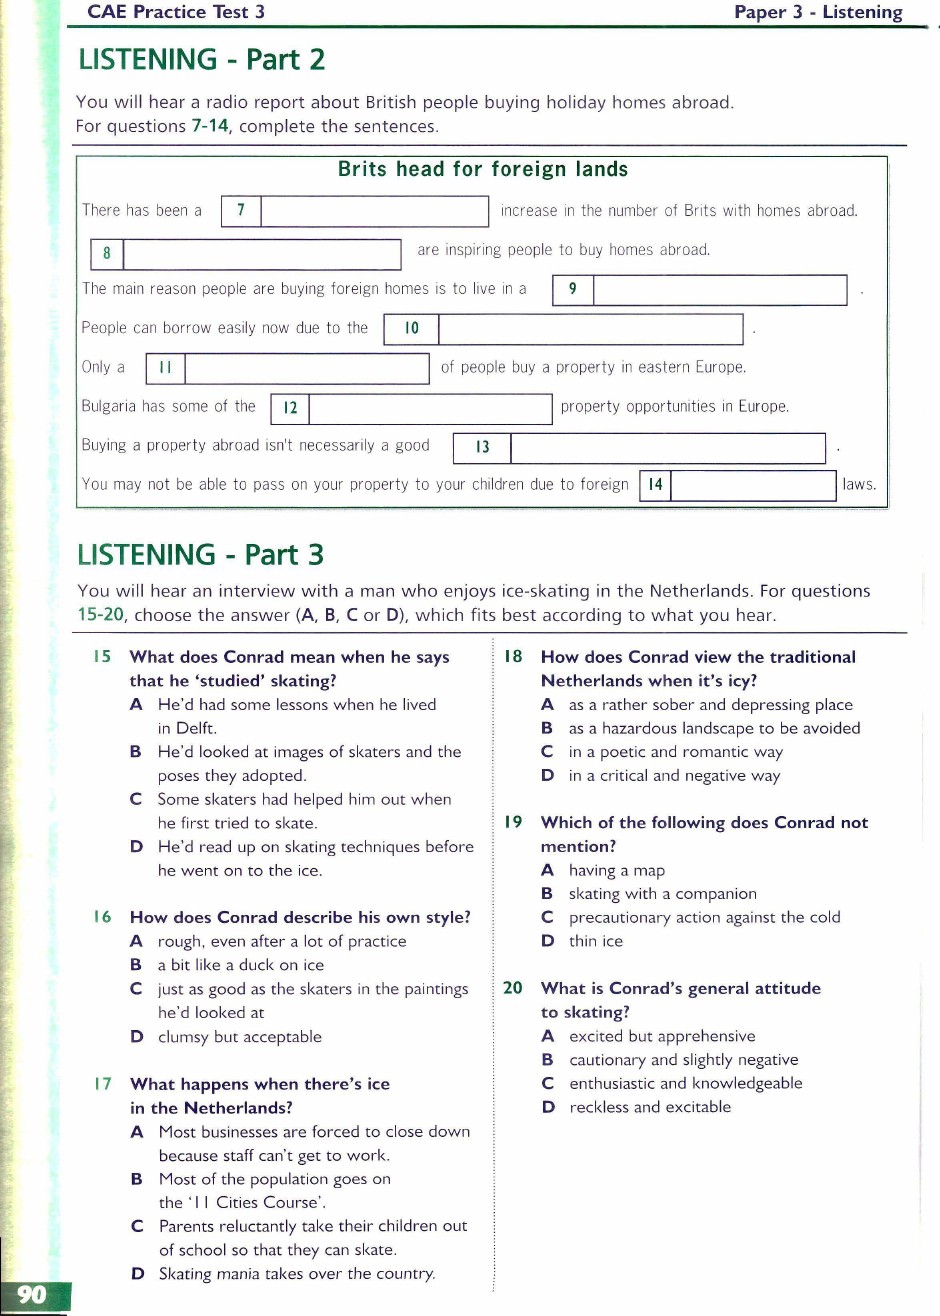 CAE Practice Test 3 Paper 3 - Listening
LISTENING - Part 2
You will hear a radio report about British people buying holiday homes abroad.
For questions 7-14, complete the sentences.
Brits head for foreign lands
There has been a 7 increase in the number of Brits with homes abroad.
8 are inspiring people to buy homes abroad.
The main reason people are buying foreign homes is to live in a 9 .
People can borrow easily now due to the 10 .
Only a 11 of people buy a property in eastern Europe.
Bulgaria has some of the 12 property opportunities in Europe.
Buying a property abroad isn't necessarily a good 13 .
You may not be able to pass on your property to your children due to foreign 14 laws.
LISTENING - Part 3
You will hear an interview with a man who enjoys ice-skating in the Netherlands. For questions
15-20, choose the answer (A, B, C or D), which fits best according to what you hear.
15 What does Conrad mean when he says
that he 'studied' skating?
A He'd had some lessons when he lived
in Delft.
B He'd looked at images of skaters and the
poses they adopted.
C Some skaters had helped him out when
he first tried to skate.
D He'd read up on skating techniques before
he went on to the ice.
16 How does Conrad describe his own style?
A rough, even after a lot of practice
B a bit like a duck on ice
C just as good as the skaters in the paintings
he'd looked at
D clumsy but acceptable
17 What happens when there's ice
in the Netherlands?
A Most businesses are forced to close down
because staff can't get to work.
B Most of the population goes on
the '11 Cities Course'.
C Parents reluctantly take their children out
of school so that they can skate.
D Skating mania takes over the country.
18 How does Conrad view the traditional
Netherlands when it's icy?
A as a rather sober and depressing place
B as a hazardous landscape to be avoided
C in a poetic and romantic way
D in a critical and negative way
19 Which of the following does Conrad not
mention?
A having a map
B skating with a companion
C precautionary action against the cold
D thin ice
20 What is Conrad's general attitude
to skating?
A excited but apprehensive
B cautionary and slightly negative
C enthusiastic and knowledgeable
D reckless and excitable
90